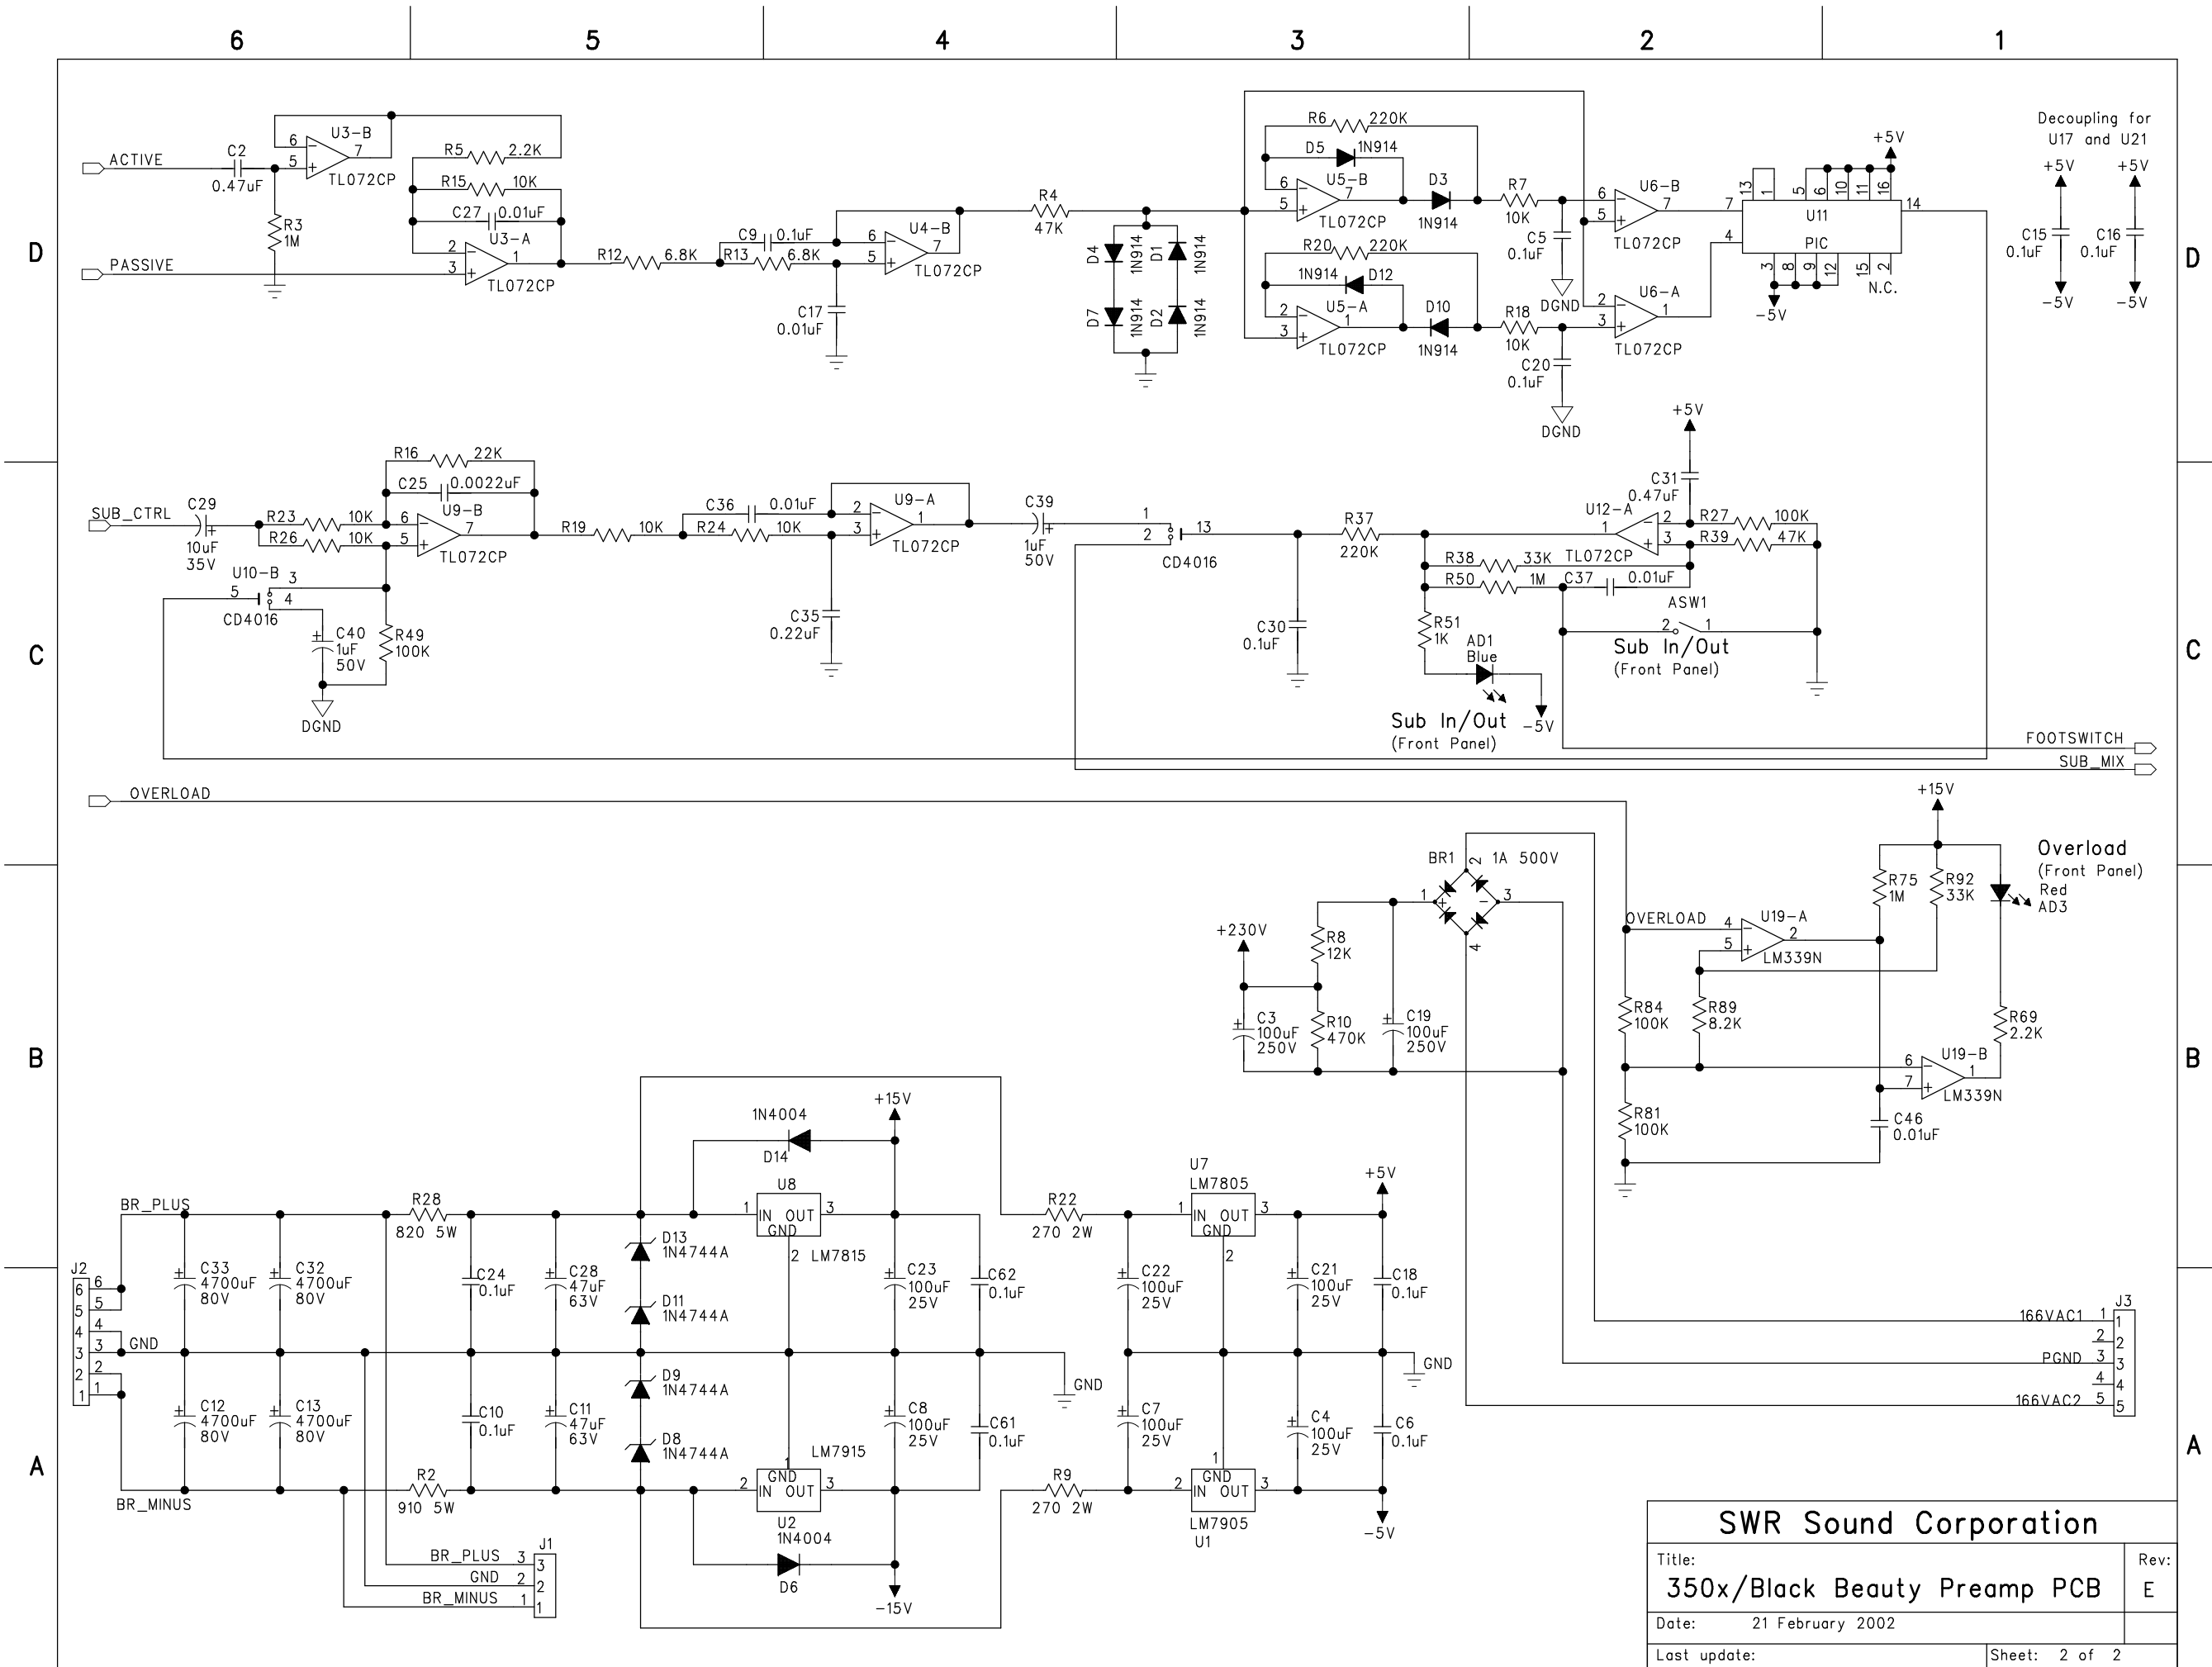 6 5 4 3 2 1
D
ACTIVE
C2
0.47uF
R3
1M
6
5
7
U3-B
TL072CP
R5 2.2K
R15 10K
C27 0.01uF
U3-A
2
3
1
TL072CP
PASSIVE
R12 6.8K
C9 0.1uF
R13 6.8K
C17
0.01uF
U4-B
6
5
7
TL072CP
R4
47K
D4 1N914
D1 1N914
D7 1N914
D2 1N914
R6 220K
D5 1N914
U5-B
6
5
7
TL072CP
D3
1N914
R7
10K
C5
0.1uF
DGND
R20 220K
1N914 D12
U5-A
2
3
1
TL072CP
D10
1N914
R18
10K
C20
0.1uF
DGND
U6-B
6
5
7
TL072CP
U6-A
2
3
1
TL072CP
+5V
13 1 5 6 10 11 16
7
4
14
U11
PIC
3 8 9 12 15 2
N.C.
-5V
Decoupling for
U17 and U21
+5V +5V
C15
0.1uF
C16
0.1uF
-5V -5V
D
C
SUB_CTRL
C29
10uF
35V
R23 10K
R26 10K
R16 22K
C25 0.0022uF
U9-B
6
5
7
TL072CP
U10-B
5
3
4
CD4016
C40
1uF
50V
R49
100K
DGND
R19 10K
C36 0.01uF
R24 10K
C35
0.22uF
U9-A
2
3
1
TL072CP
C39
1uF
50V
1
2
13
CD4016
C30
0.1uF
R37
220K
+5V
C31
0.47uF
U12-A
1
2
3
TL072CP
R27 100K
R39 47K
R38 33K
R50 1M
C37 0.01uF
ASW1
2 1
Sub In/Out
(Front Panel)
R51
1K
AD1
Blue
-5V
Sub In/Out
(Front Panel)
FOOTSWITCH
SUB_MIX
C
OVERLOAD
BR1
1A 500V
2
1
+
-
3
4
+230V
R8
12K
C3
100uF
250V
R10
470K
C19
100uF
250V
+15V
Overload
(Front Panel)
Red
AD3
R75
1M
R92
33K
OVERLOAD
4
5
2
U19-A
LM339N
R84
100K
R89
8.2K
R69
2.2K
6
7
1
U19-B
LM339N
R81
100K
C46
0.01uF
B
B
J2
6 6
5 5
4 4
3 3
2 2
1 1
BR_PLUS
GND
BR_MINUS
C33
4700uF
80V
C32
4700uF
80V
C12
4700uF
80V
C13
4700uF
80V
R28
820 5W
R2
910 5W
C24
0.1uF
C28
47uF
63V
C10
0.1uF
C11
47uF
63V
D13
1N4744A
D11
1N4744A
D9
1N4744A
D8
1N4744A
1N4004
D14
+15V
U8
1 IN OUT 3
GND
2 LM7815
C23
100uF
25V
C62
0.1uF
GND
C8
100uF
25V
C61
0.1uF
LM7915
1
GND
2 IN OUT 3
U2
1N4004
D6
-15V
J1
BR_PLUS 3 3
GND 2 2
BR_MINUS 1 1
R22
270 2W
R9
270 2W
U7
LM7805
1 IN OUT 3
GND
2
+5V
C22
100uF
25V
C21
100uF
25V
C18
0.1uF
GND
C7
100uF
25V
C4
100uF
25V
C6
0.1uF
1
GND
2 IN OUT 3
LM7905
U1
-5V
J3
166VAC1 1 1
2 2
PGND 3 3
4 4
166VAC2 5 5
A
A
SWR Sound Corporation
Title:
350x/Black Beauty Preamp PCB
Rev:
E
Date: 21 February 2002
Last update:
Sheet: 2 of 2